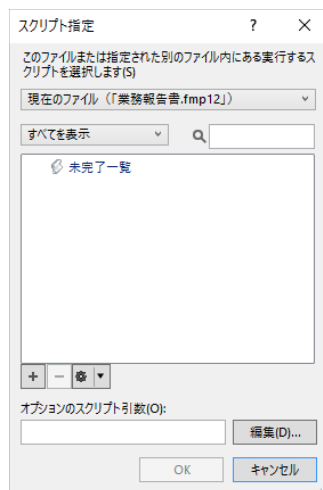 スクリプト指定
このファイルまたは指定された別のファイル内にある実行するス
クリプトを選択します(S)
現在のファイル（「業務報告書.fmp12」）
すべてを表示
未完了一覧
オプションのスクリプト引数(O):
編集(D)...
OK
キャンセル